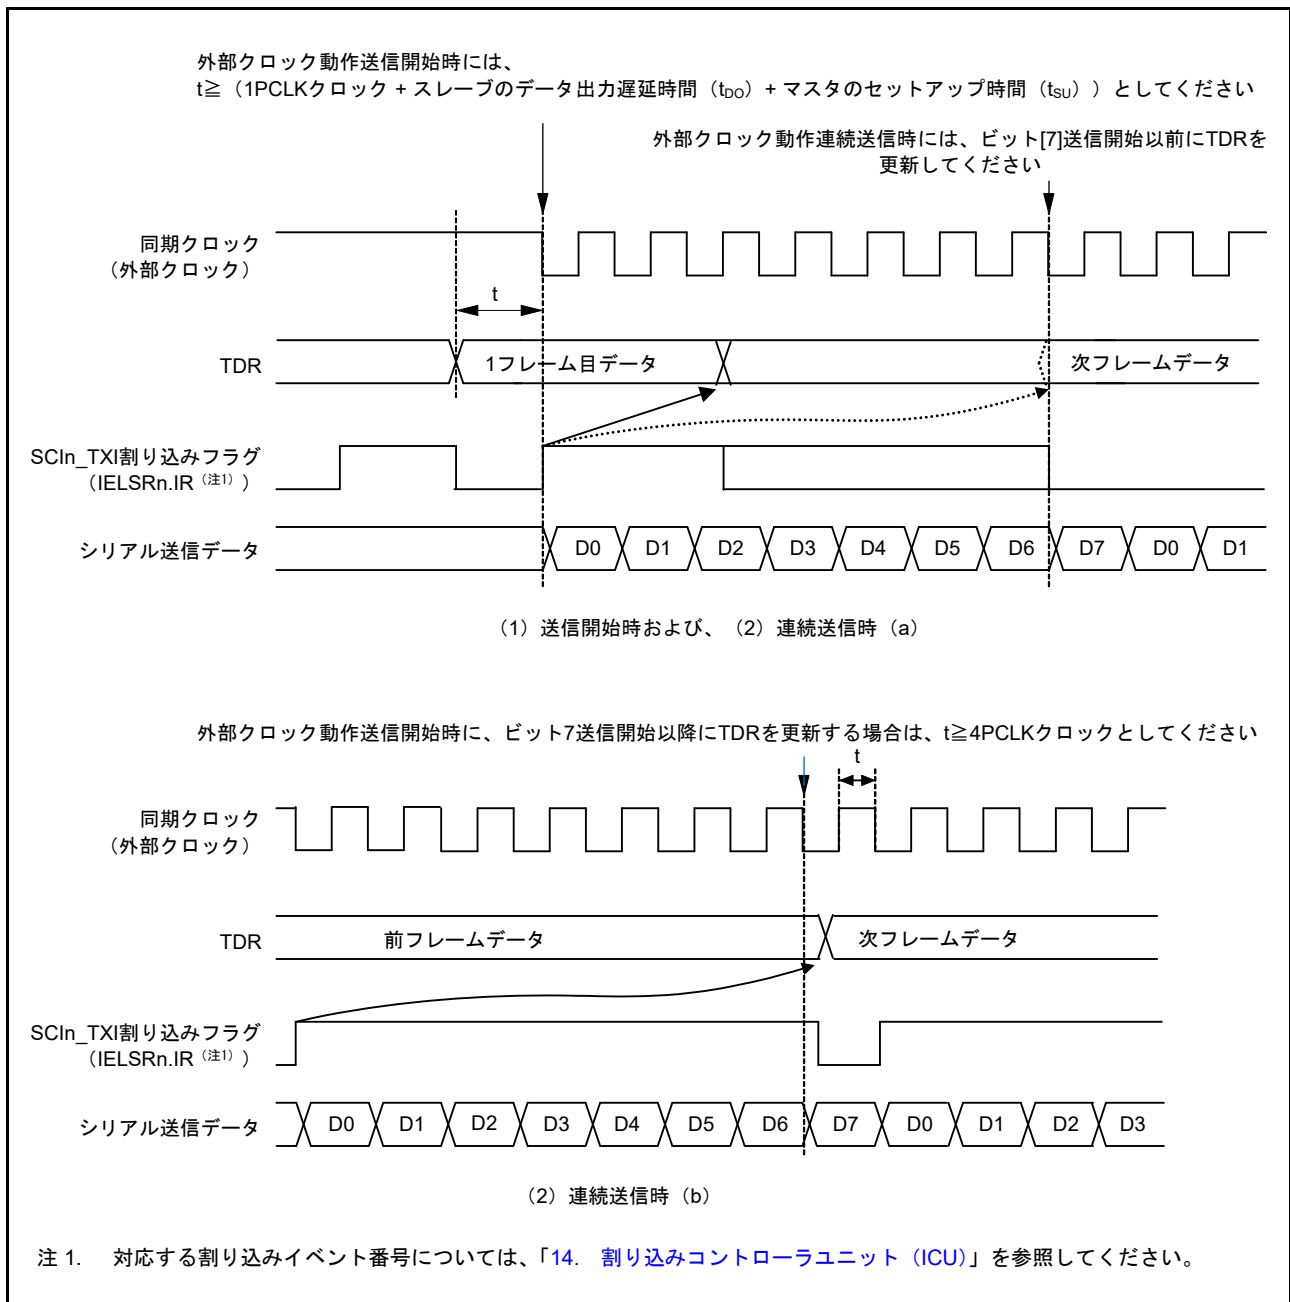 外部クロック動作送信開始時には、
t≧（1PCLKクロック + スレーブのデータ出力遅延時間（tDO）+ マスタのセットアップ時間（tSU））としてください
外部クロック動作連続送信時には、ビット[7]送信開始以前にTDRを
更新してください
同期クロック
（外部クロック）
t
TDR
1フレーム目データ
次フレームデータ
SCIn_TXI割り込みフラグ
（IELSRn.IR（注1））
シリアル送信データ
D0 D1 D2 D3 D4 D5 D6 D7 D0 D1
（1）送信開始時および、（2）連続送信時（a）
外部クロック動作送信開始時に、ビット7送信開始以降にTDRを更新する場合は、t≧4PCLKクロックとしてください
t
同期クロック
（外部クロック）
TDR
前フレームデータ
次フレームデータ
SCIn_TXI割り込みフラグ
（IELSRn.IR（注1））
シリアル送信データ
D0 D1 D2 D3 D4 D5 D6 D7 D0 D1 D2 D3
（2）連続送信時（b）
注 1. 対応する割り込みイベント番号については、「14. 割り込みコントローラユニット（ICU）」を参照してください。